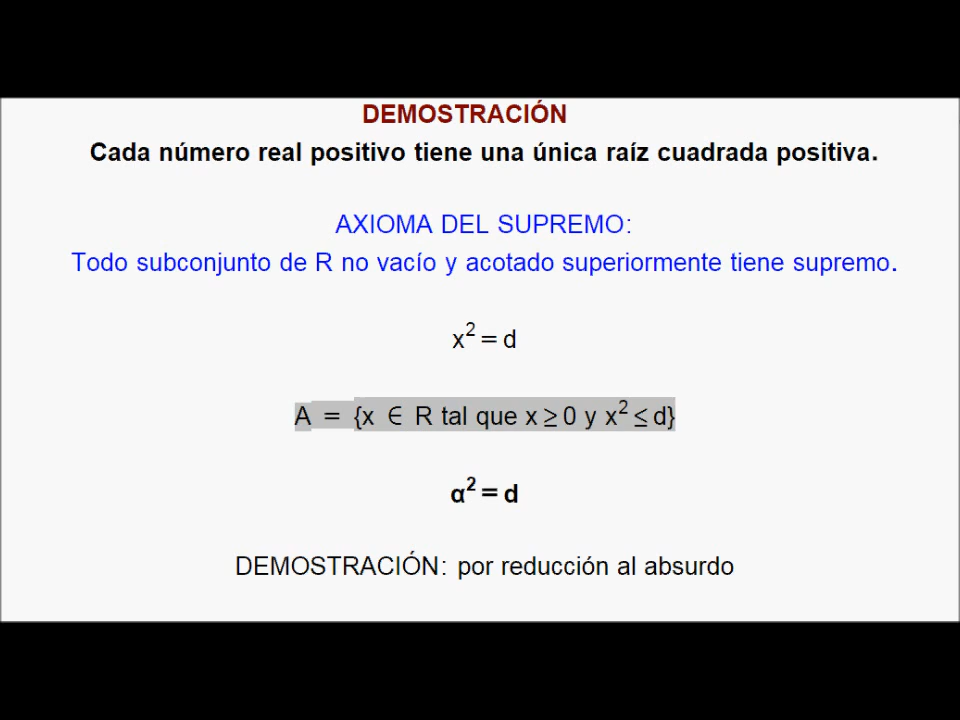 DEMOSTRACIÓN
Cada número real positivo tiene una única raíz cuadrada positiva.
AXIOMA DEL SUPREMO:
Todo subconjunto de R no vacío y acotado superiormente tiene supremo.
x² = d
A = {x ∈ R tal que x ≥ 0 y x² ≤ d}
α² = d
DEMOSTRACIÓN: por reducción al absurdo